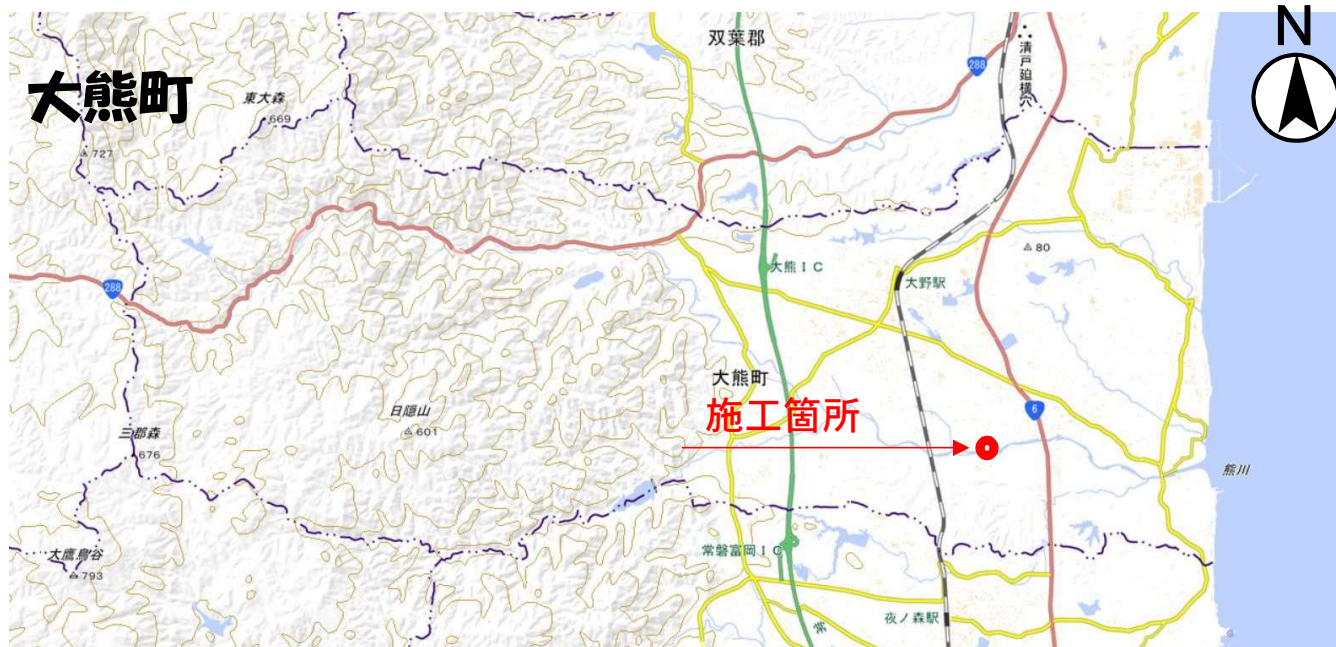 大熊町
N
双葉郡
288
清戸廹横穴
東大森
669
727
80
大熊IC
大野駅
288
大熊町
施工箇所
6
日隠山
601
三郡森
676
熊川
大鷹鳥谷
793
常磐富岡IC
夜ノ森駅
常